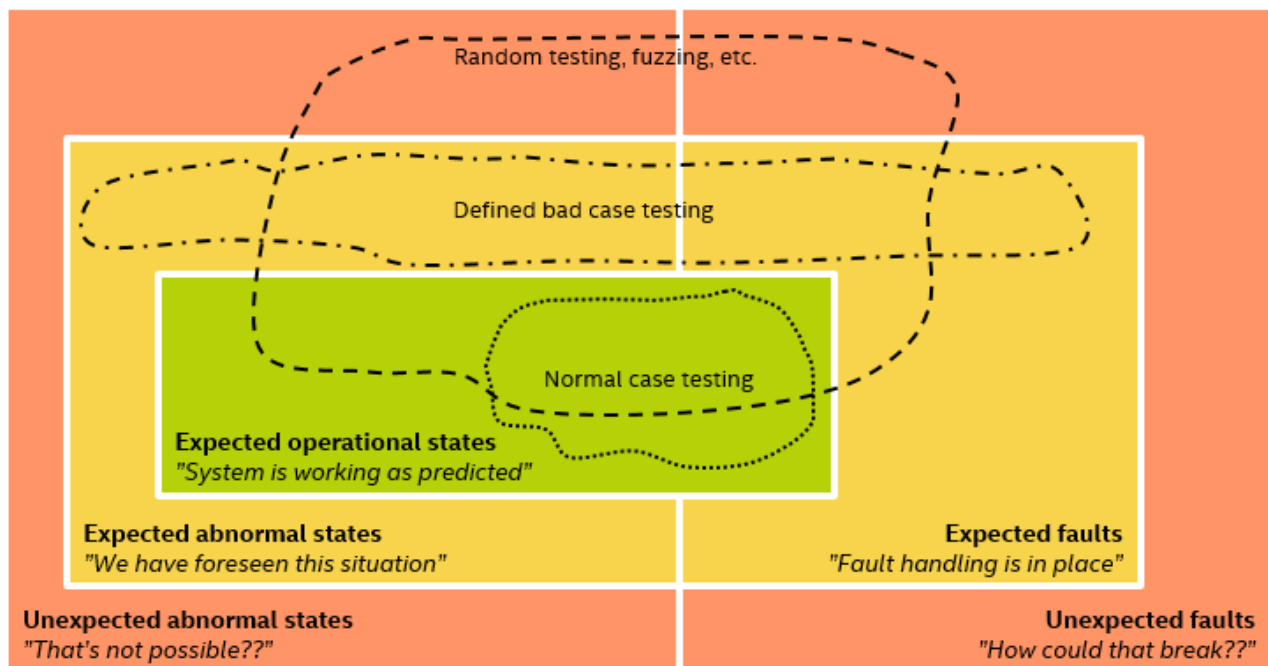 Random testing, fuzzing, etc.
Defined bad case testing
Normal case testing
Expected operational states
"System is working as predicted"
Expected abnormal states
"We have foreseen this situation"
Expected faults
"Fault handling is in place"
Unexpected abnormal states
"That's not possible??"
Unexpected faults
"How could that break??"